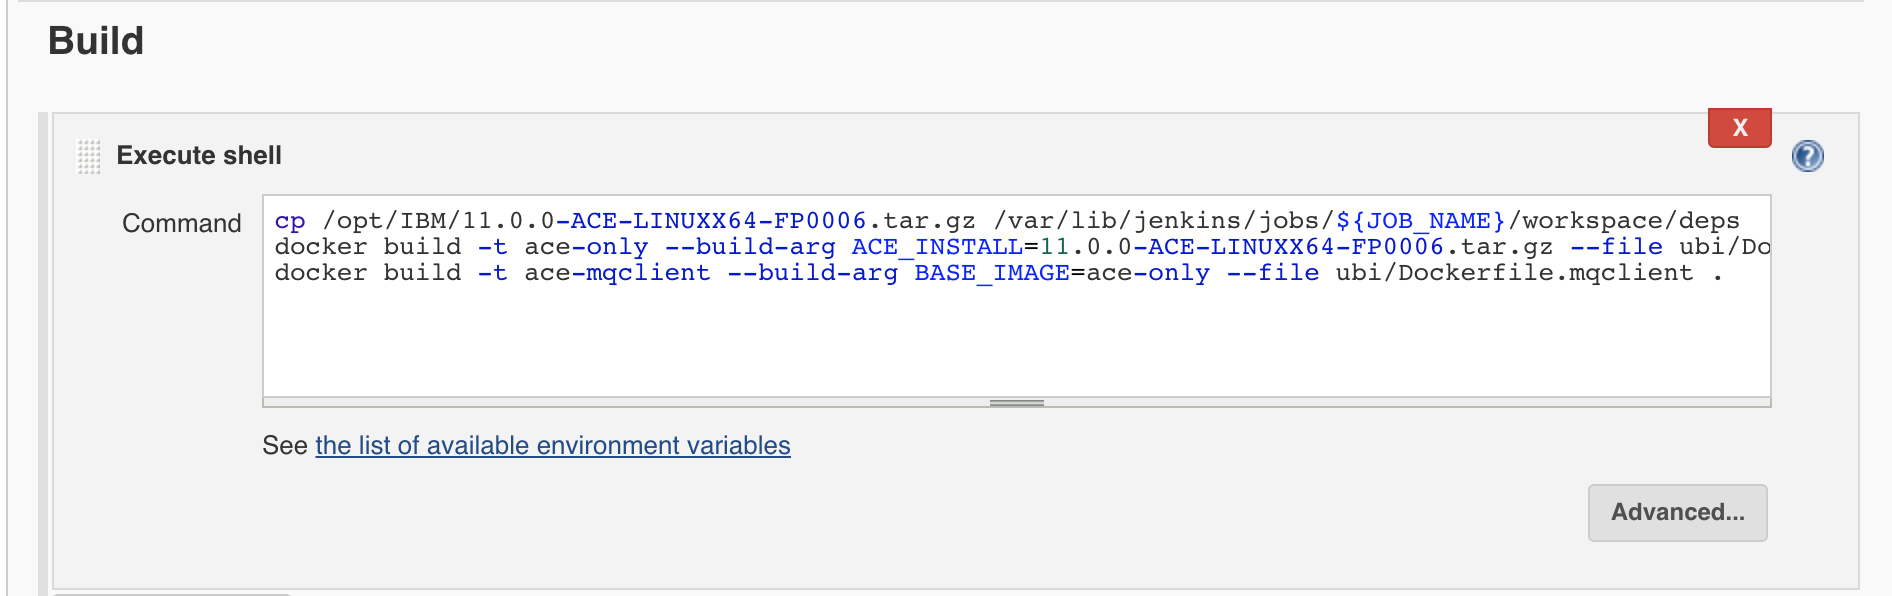 Build
X
Execute shell
?
Command
cp /opt/IBM/11.0.0-ACE-LINUXX64-FP0006.tar.gz /var/lib/jenkins/jobs/${JOB_NAME}/workspace/deps
docker build -t ace-only --build-arg ACE_INSTALL=11.0.0-ACE-LINUXX64-FP0006.tar.gz --file ubi/Do
docker build -t ace-mqclient --build-arg BASE_IMAGE=ace-only --file ubi/Dockerfile.mqclient .
See the list of available environment variables
Advanced...